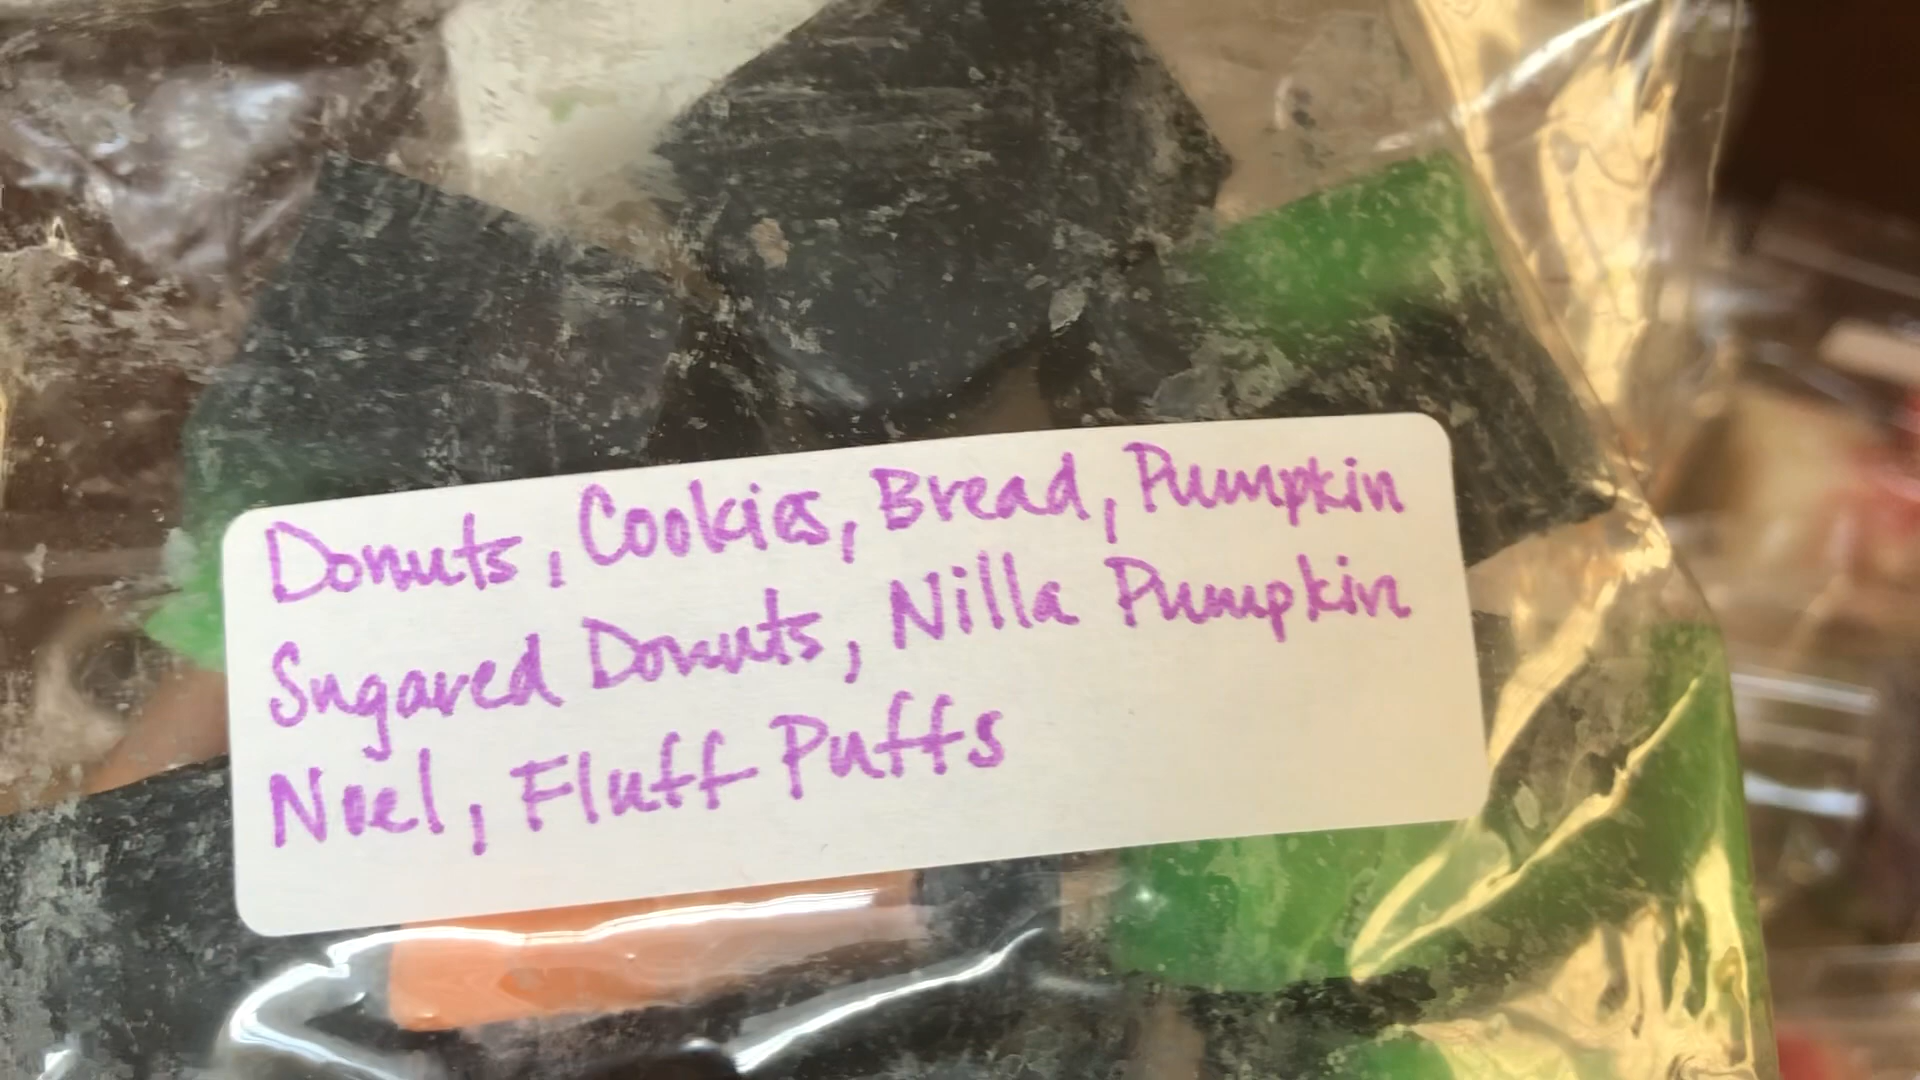 Donuts, Cookies, Bread, Pumpkin
Sugared Donuts, Nilla Pumpkin
Noel, Fluff Puffs